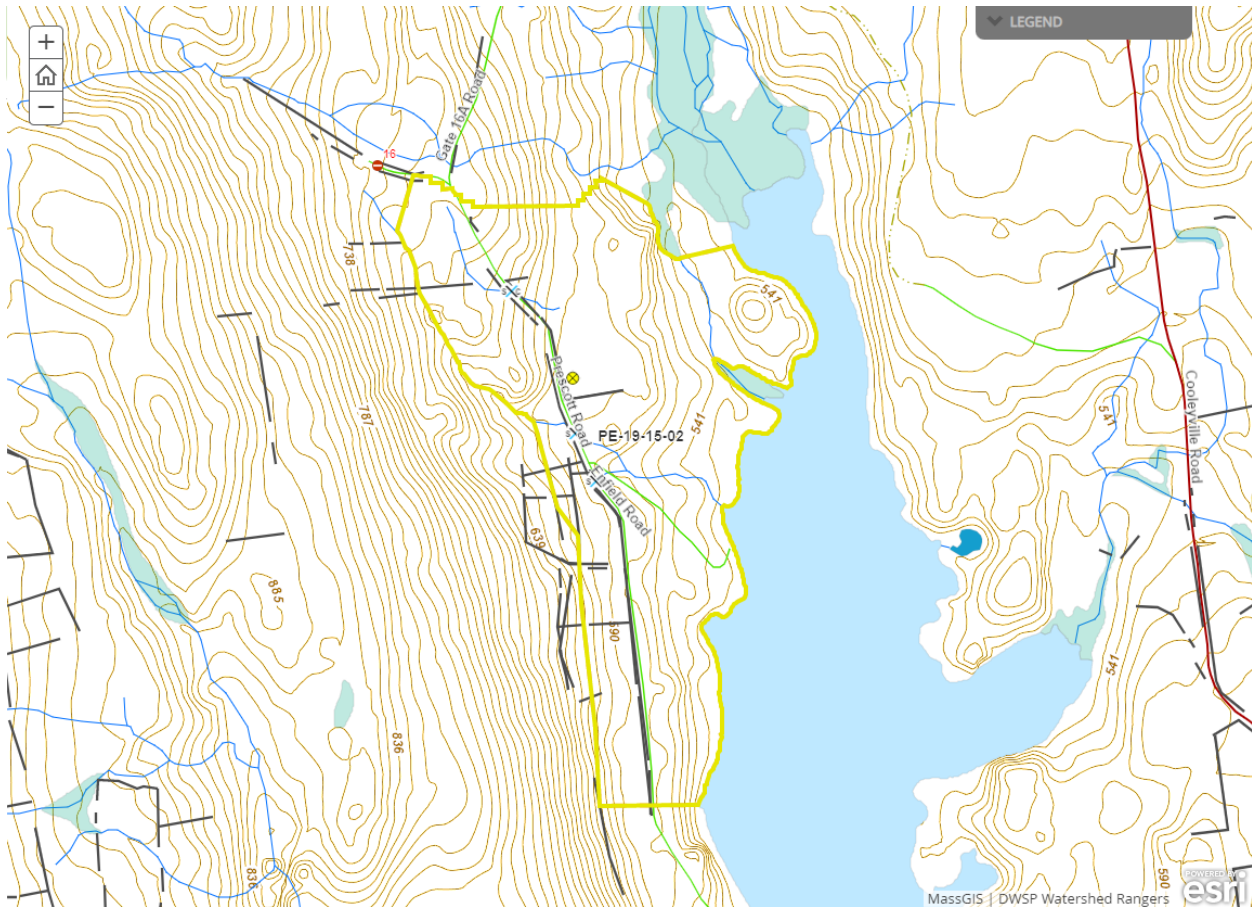 +
LEGEND
−
Gate 16A Road
16
738
541
Prescott Road
787
541
PE-19-15-02
Cooleyville Road
541
Enfield Road
639
885
590
541
836
836
590
MassGIS | DWSP Watershed Rangers
POWERED BY
esri